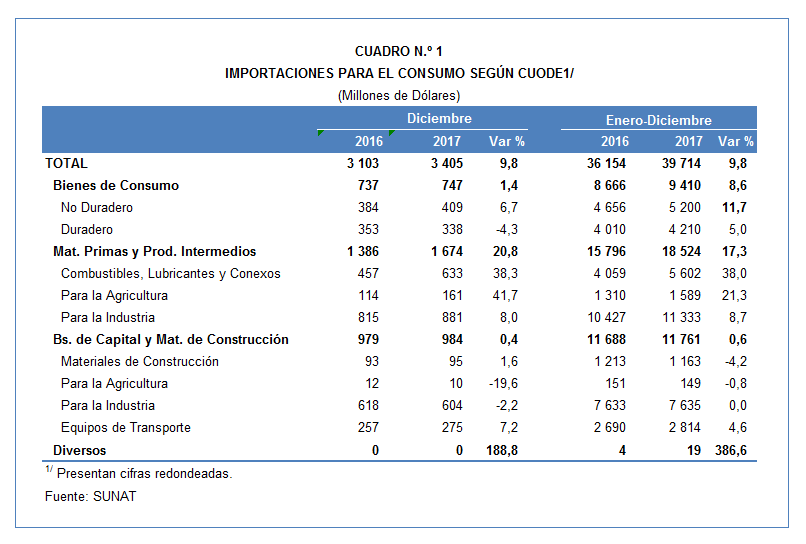 CUADRO N.º 1
IMPORTACIONES PARA EL CONSUMO SEGÚN CUODE1/
(Millones de Dólares)
Diciembre Enero-Diciembre
2016 2017 Var % 2016 2017 Var %
TOTAL 3 103 3 405 9,8 36 154 39 714 9,8
Bienes de Consumo 737 747 1,4 8 666 9 410 8,6
No Duradero 384 409 6,7 4 656 5 200 11,7
Duradero 353 338 -4,3 4 010 4 210 5,0
Mat. Primas y Prod. Intermedios 1 386 1 674 20,8 15 796 18 524 17,3
Combustibles, Lubricantes y Conexos 457 633 38,3 4 059 5 602 38,0
Para la Agricultura 114 161 41,7 1 310 1 589 21,3
Para la Industria 815 881 8,0 10 427 11 333 8,7
Bs. de Capital y Mat. de Construcción 979 984 0,4 11 688 11 761 0,6
Materiales de Construcción 93 95 1,6 1 213 1 163 -4,2
Para la Agricultura 12 10 -19,6 151 149 -0,8
Para la Industria 618 604 -2,2 7 633 7 635 0,0
Equipos de Transporte 257 275 7,2 2 690 2 814 4,6
Diversos 0 0 188,8 4 19 386,6
1/ Presentan cifras redondeadas.
Fuente: SUNAT